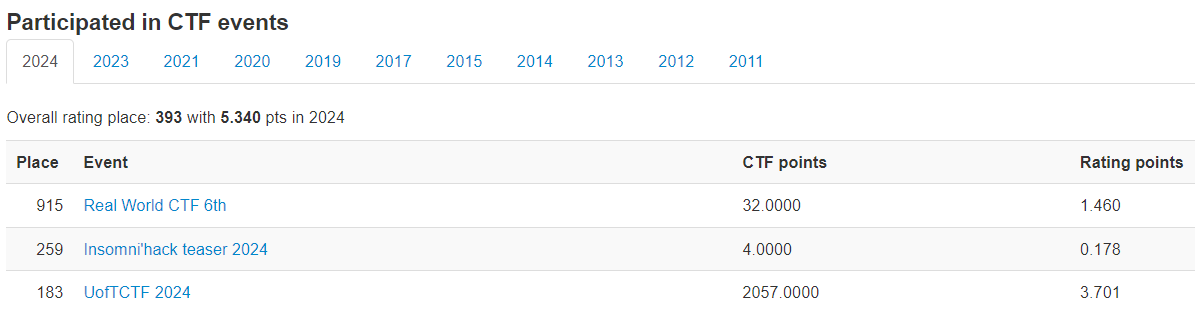 Participated in CTF events
2024 2023 2021 2020 2019 2017 2015 2014 2013 2012 2011
Overall rating place: 393 with 5.340 pts in 2024
Place Event CTF points Rating points
915 Real World CTF 6th 32.0000 1.460
259 Insomni'hack teaser 2024 4.0000 0.178
183 UofTCTF 2024 2057.0000 3.701